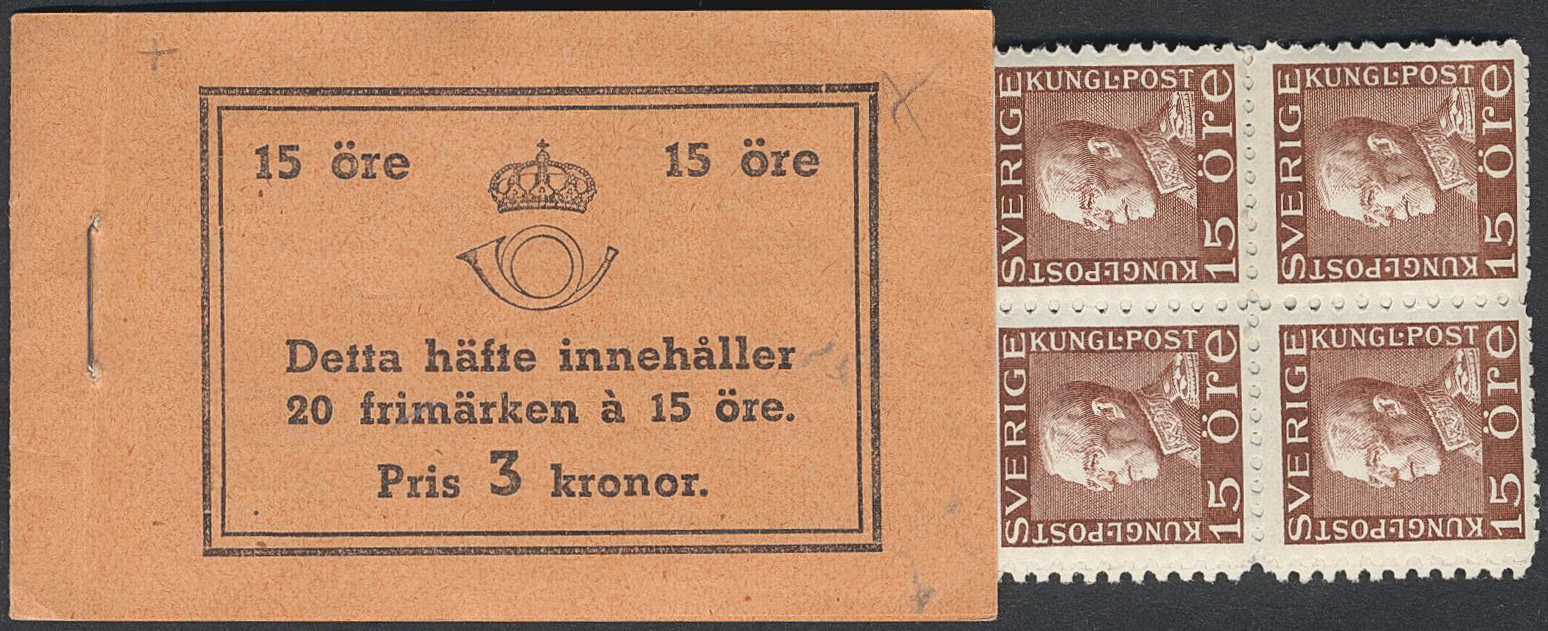 15 öre 15 öre
Detta häfte innehåller
20 frimärken à 15 öre.
Pris 3 kronor.
SVERIGE
KUNGL·POST
KUNGL·POST
15 öre
SVERIGE
KUNGL·POST
KUNGL·POST
15 öre
SVERIGE
KUNGL·POST
KUNGL·POST
15 öre
SVERIGE
KUNGL·POST
KUNGL·POST
15 öre